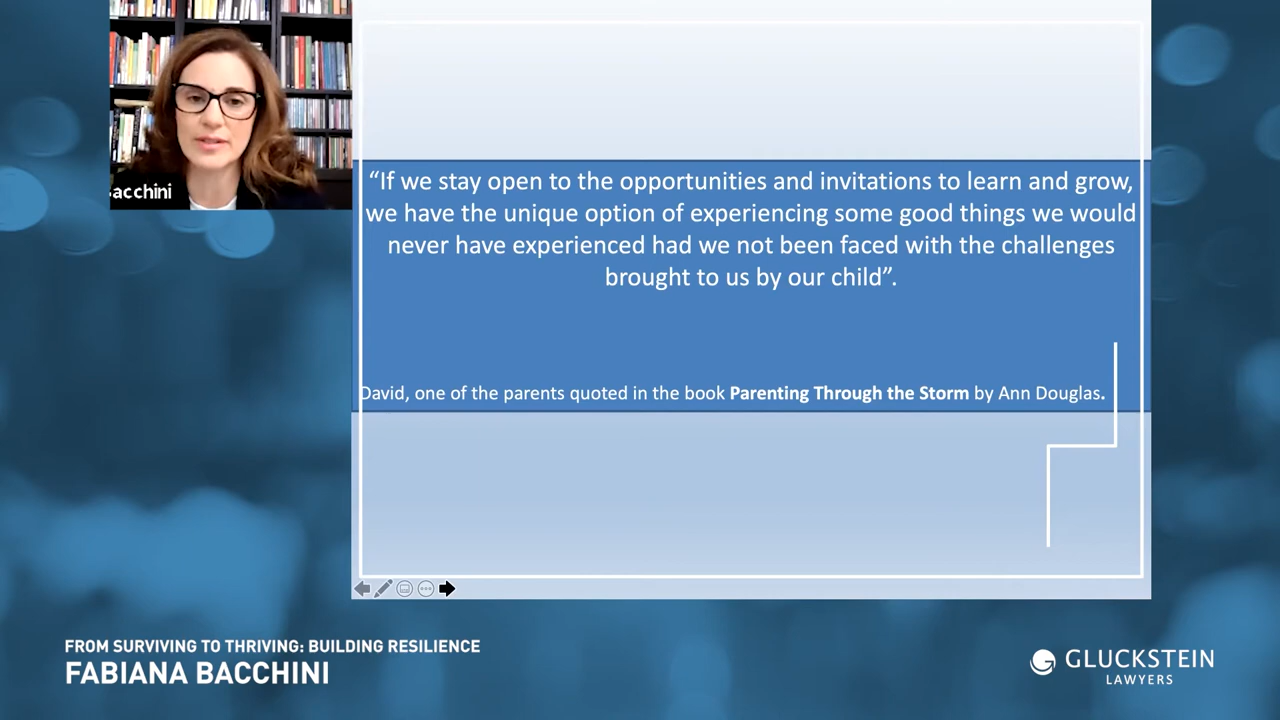 Bacchini
“If we stay open to the opportunities and invitations to learn and grow,
we have the unique option of experiencing some good things we would
never have experienced had we not been faced with the challenges
brought to us by our child”.
David, one of the parents quoted in the book Parenting Through the Storm by Ann Douglas.
FROM SURVIVING TO THRIVING: BUILDING RESILIENCE
FABIANA BACCHINI
GLUCKSTEIN
LAWYERS